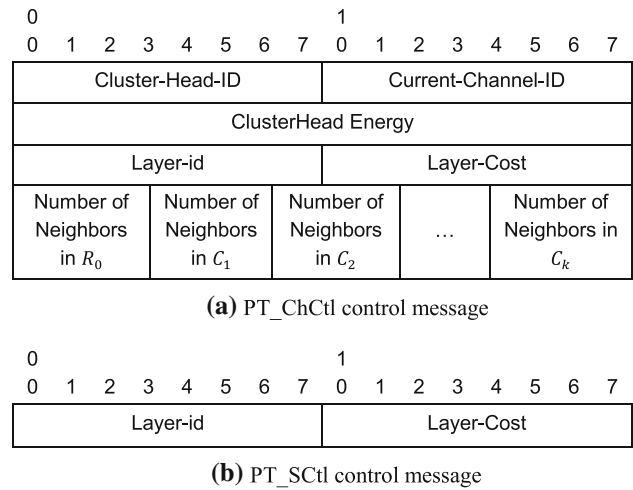 0 1
0 1 2 3 4 5 6 7 0 1 2 3 4 5 6 7
Cluster-Head-ID Current-Channel-ID
ClusterHead Energy
Layer-id Layer-Cost
Number of Number of Number of Number of
Neighbors Neighbors Neighbors ... Neighbors in
in R₀ in C₁ in C₂ Cₖ
(a) PT_ChCtl control message
0 1
0 1 2 3 4 5 6 7 0 1 2 3 4 5 6 7
Layer-id Layer-Cost
(b) PT_SCtl control message